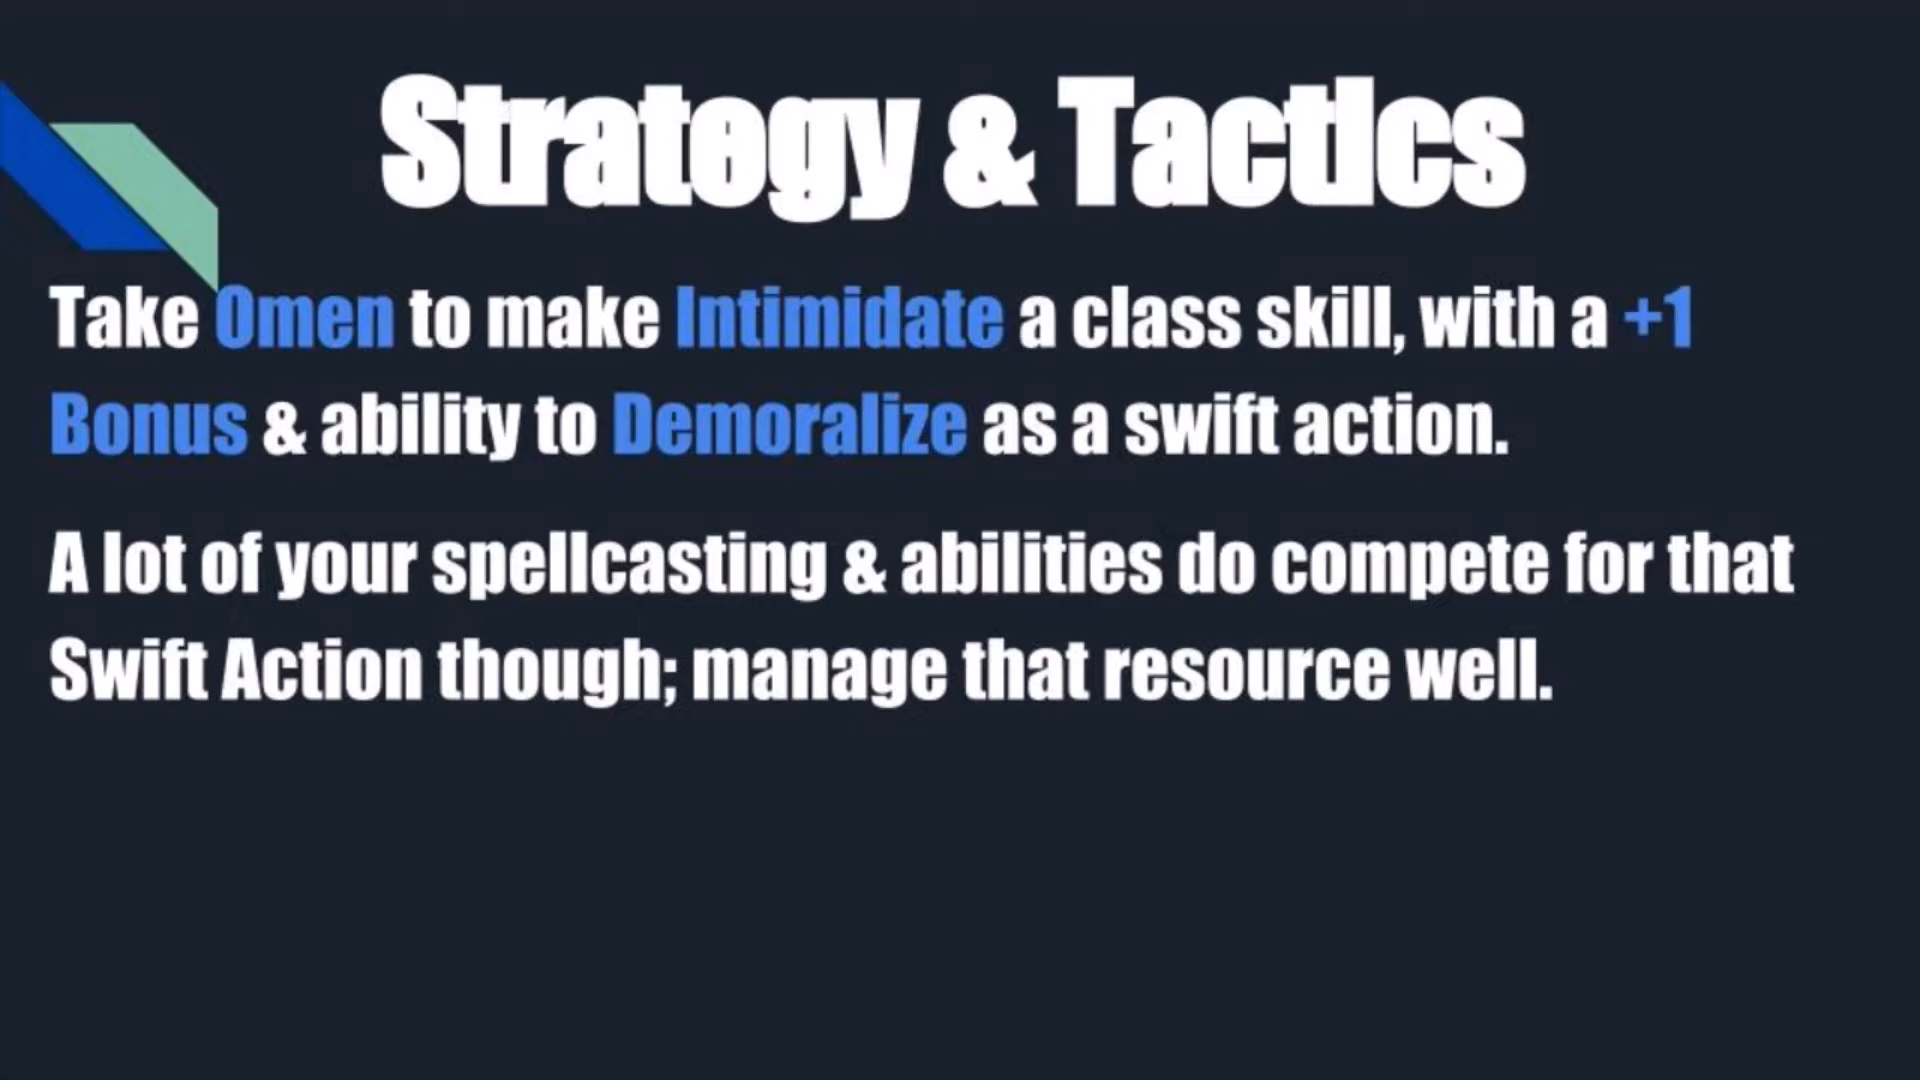 Strategy & Tactics
Take Omen to make Intimidate a class skill, with a +1
Bonus & ability to Demoralize as a swift action.
A lot of your spellcasting & abilities do compete for that
Swift Action though; manage that resource well.